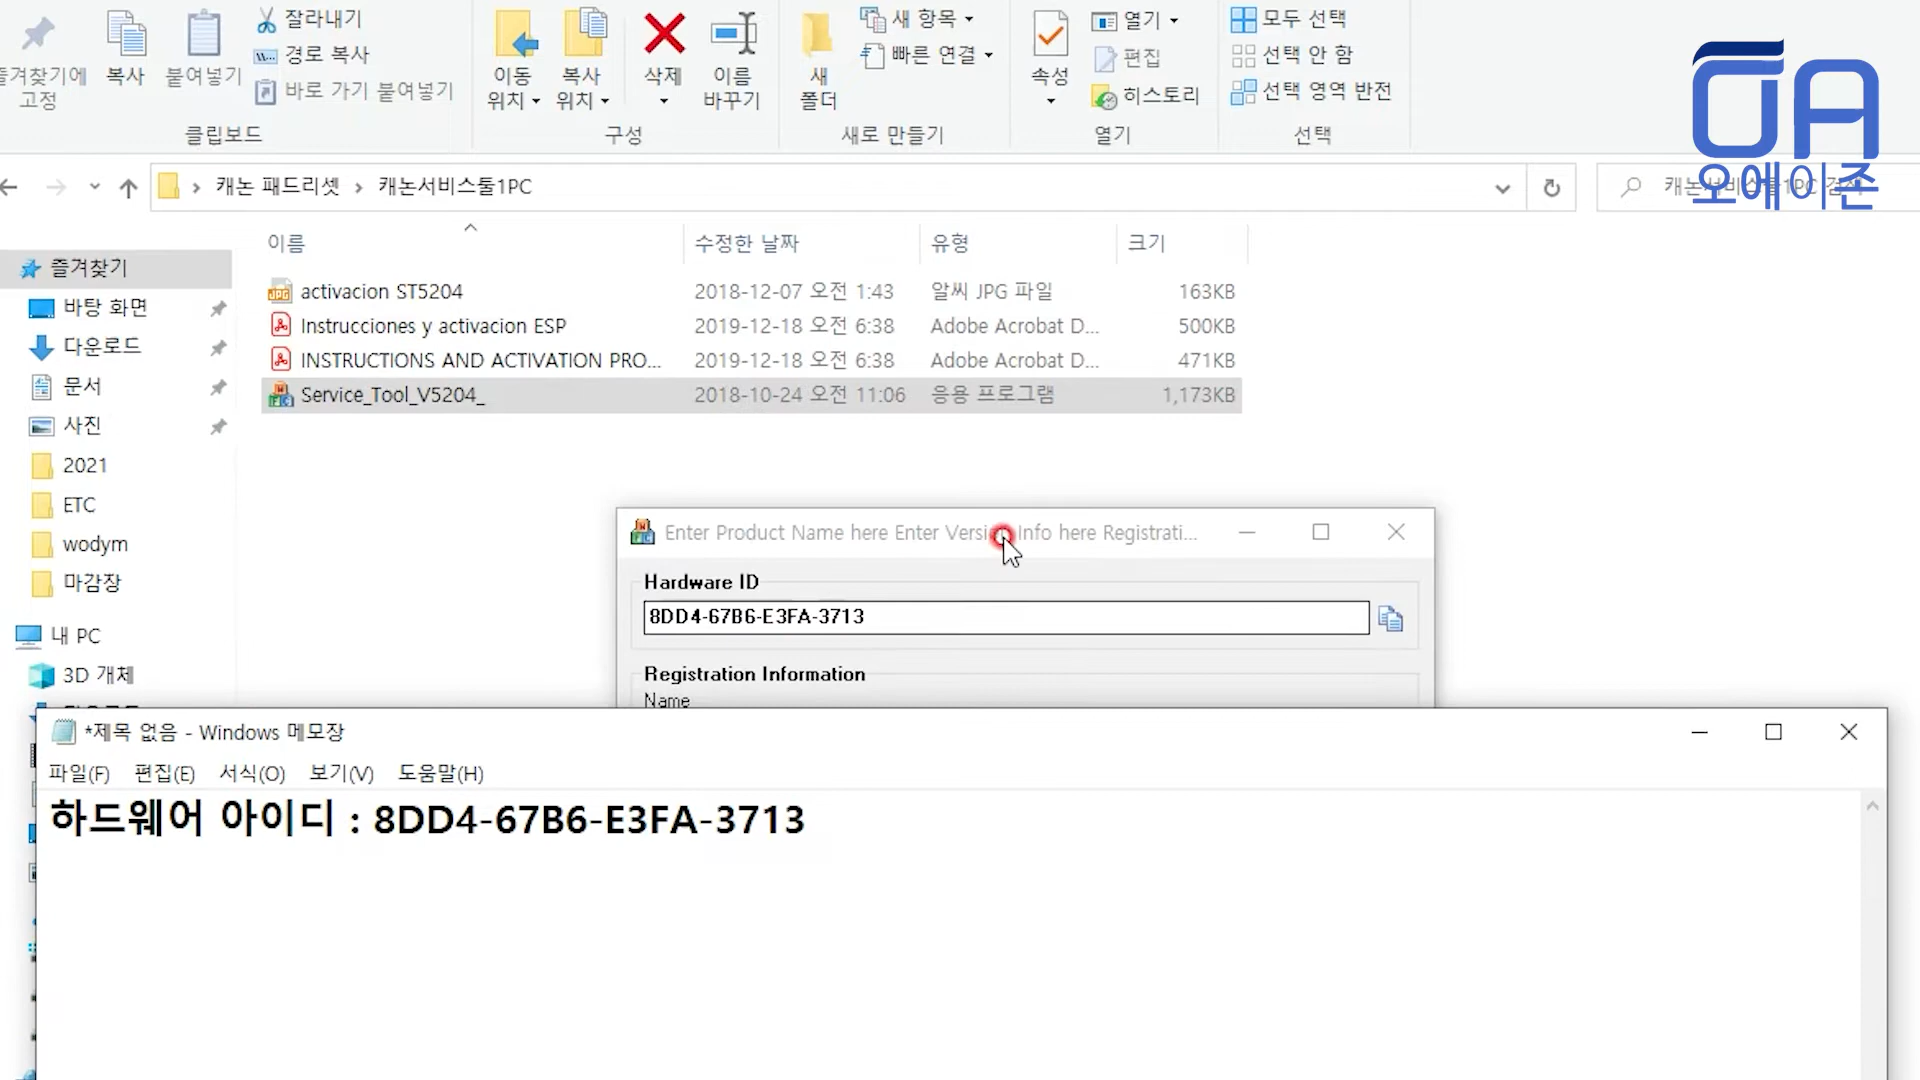 잘라내기
경로 복사
바로 가기 붙여넣기
즐겨찾기에
고정
복사
붙여넣기
클립보드
이동
위치
복사
위치
삭제
이름
바꾸기
구성
새
폴더
새 항목
빠른 연결
새로 만들기
속성
열기
편집
히스토리
열기
모두 선택
선택 안 함
선택 영역 반전
선택
오에이존
캐논 패드리셋 > 캐논서비스툴1PC
캐논서비스툴1PC 검색
이름 수정한 날짜 유형 크기
activacion ST5204 2018-12-07 오전 1:43 알씨 JPG 파일 163KB
Instrucciones y activacion ESP 2019-12-18 오전 6:38 Adobe Acrobat D... 500KB
INSTRUCTIONS AND ACTIVATION PRO... 2019-12-18 오전 6:38 Adobe Acrobat D... 471KB
Service_Tool_V5204_ 2018-10-24 오전 11:06 응용 프로그램 1,173KB
즐겨찾기
바탕 화면
다운로드
문서
사진
2021
ETC
wodym
마감장
내 PC
3D 개체
Enter Product Name here Enter Version Info here Registrati...
Hardware ID
8DD4-67B6-E3FA-3713
Registration Information
Name
*제목 없음 - Windows 메모장
파일(F) 편집(E) 서식(O) 보기(V) 도움말(H)
하드웨어 아이디 : 8DD4-67B6-E3FA-3713